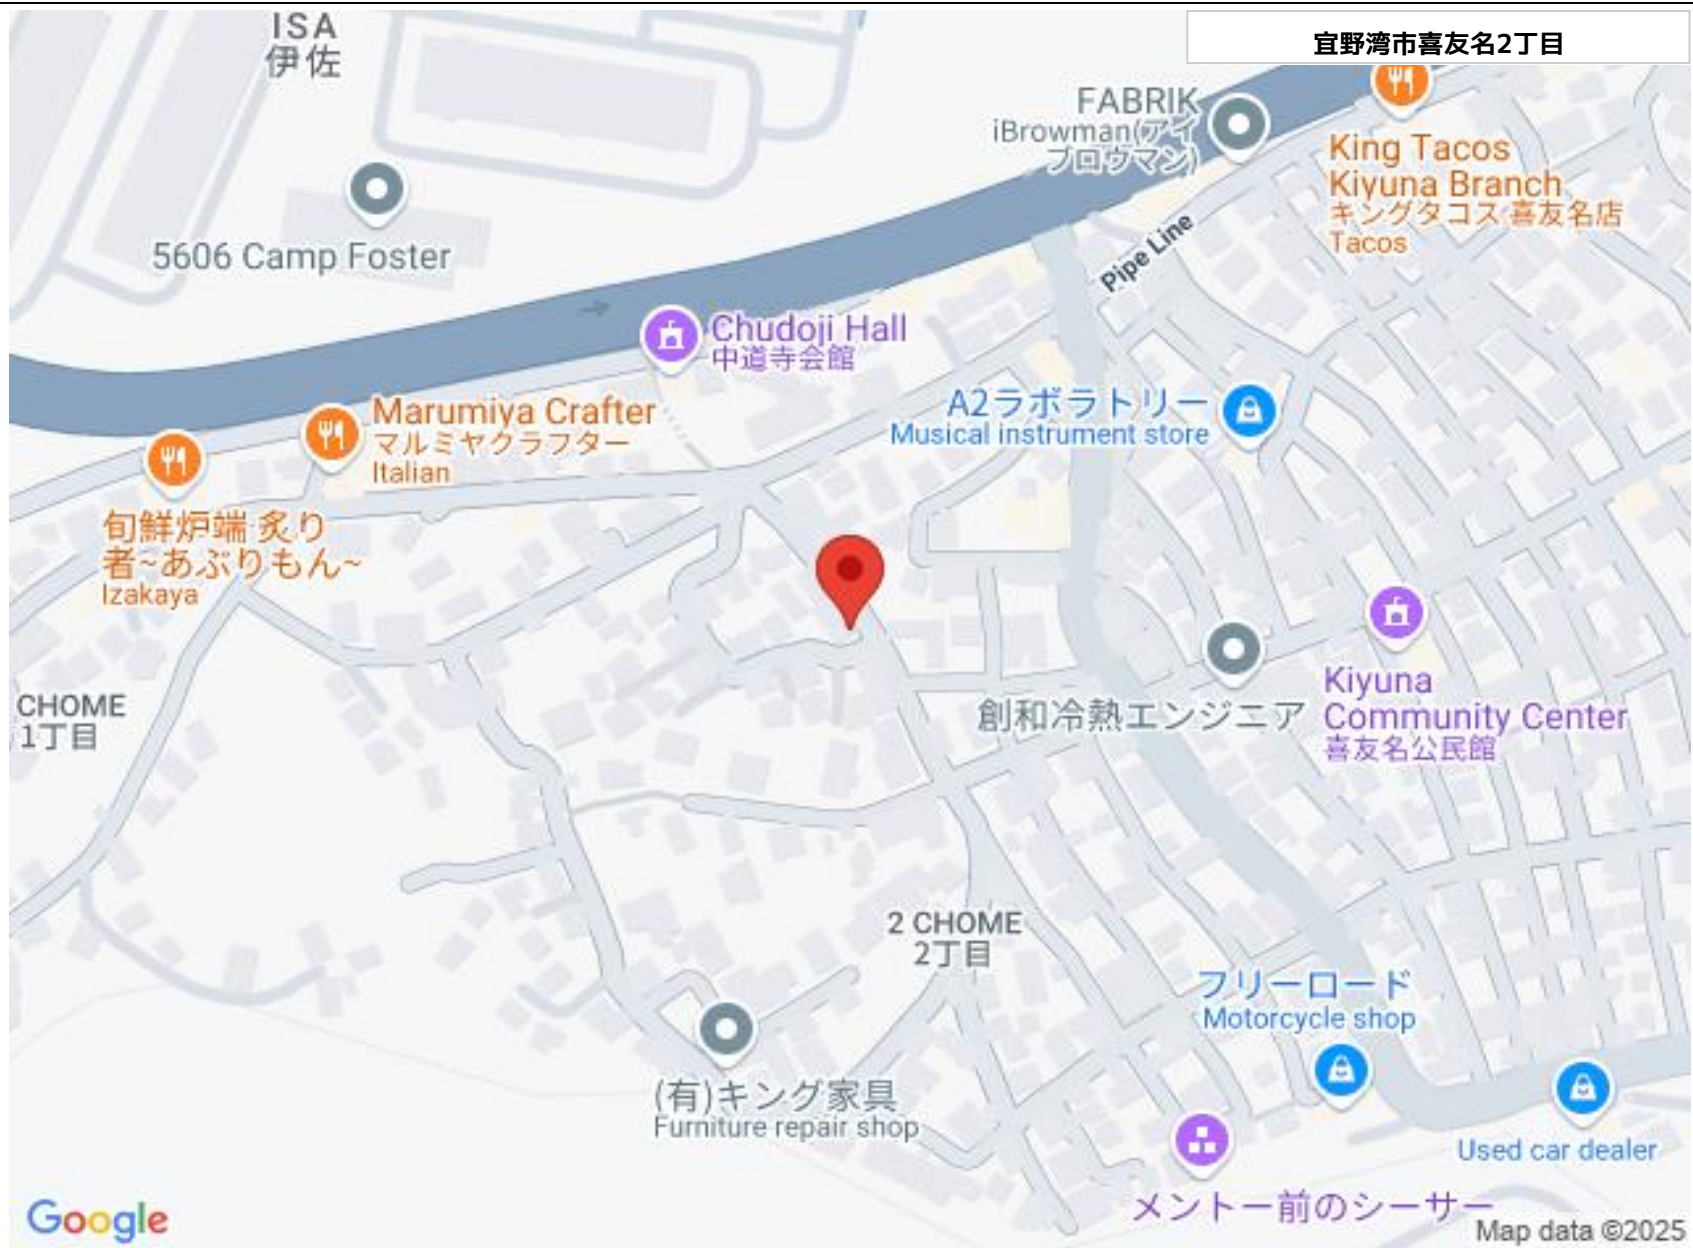 ISA
伊佐
宜野湾市喜友名2丁目
FABRIK
iBrowman(アイ
ブロウマン)
King Tacos
Kiyuna Branch
キングタコス 喜友名店
Tacos
5606 Camp Foster
Pipe Line
Chudoji Hall
中道寺会館
Marumiya Crafter
マルミヤクラフター
Italian
A2ラボラトリー
Musical instrument store
旬鮮炉端 炙り
者~あぶりもん~
Izakaya
CHOME
1丁目
創和冷熱エンジニア
Kiyuna
Community Center
喜友名公民館
2 CHOME
2丁目
フリーロード
Motorcycle shop
(有)キング家具
Furniture repair shop
Used car dealer
メントー前のシーサー
Google
Map data ©2025